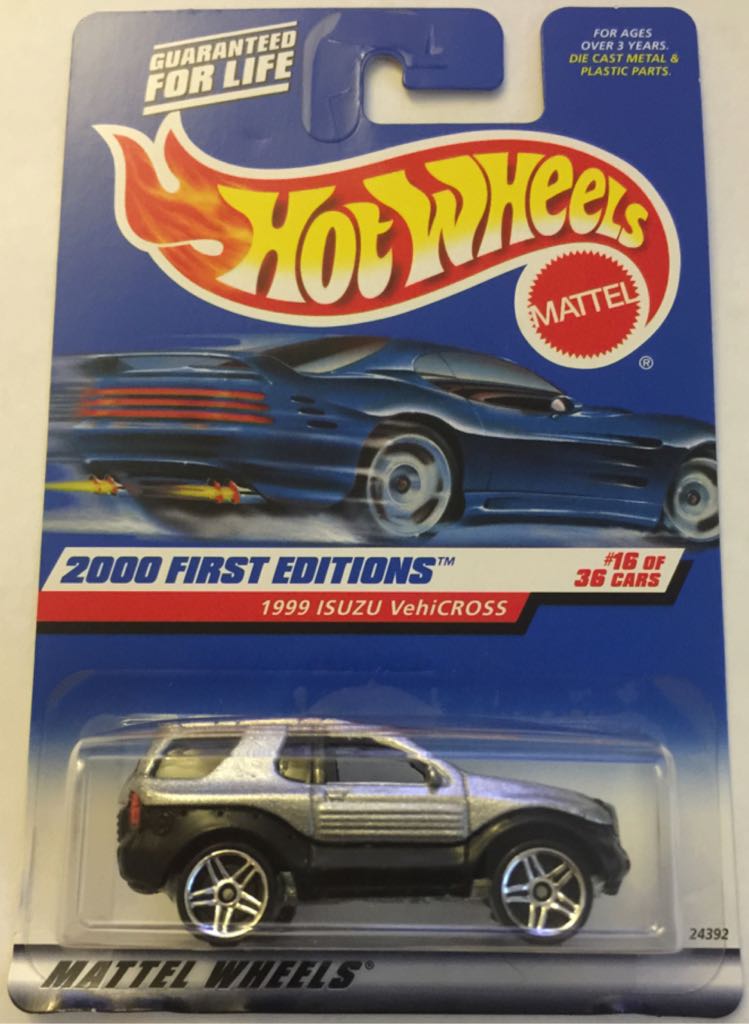 GUARANTEED
FOR LIFE
FOR AGES
OVER 3 YEARS.
DIE CAST METAL &
PLASTIC PARTS.
HOT WHEELS
MATTEL
®
2000 FIRST EDITIONS™
#16 OF
36 CARS
1999 ISUZU VehiCROSS
24392
MATTEL WHEELS®